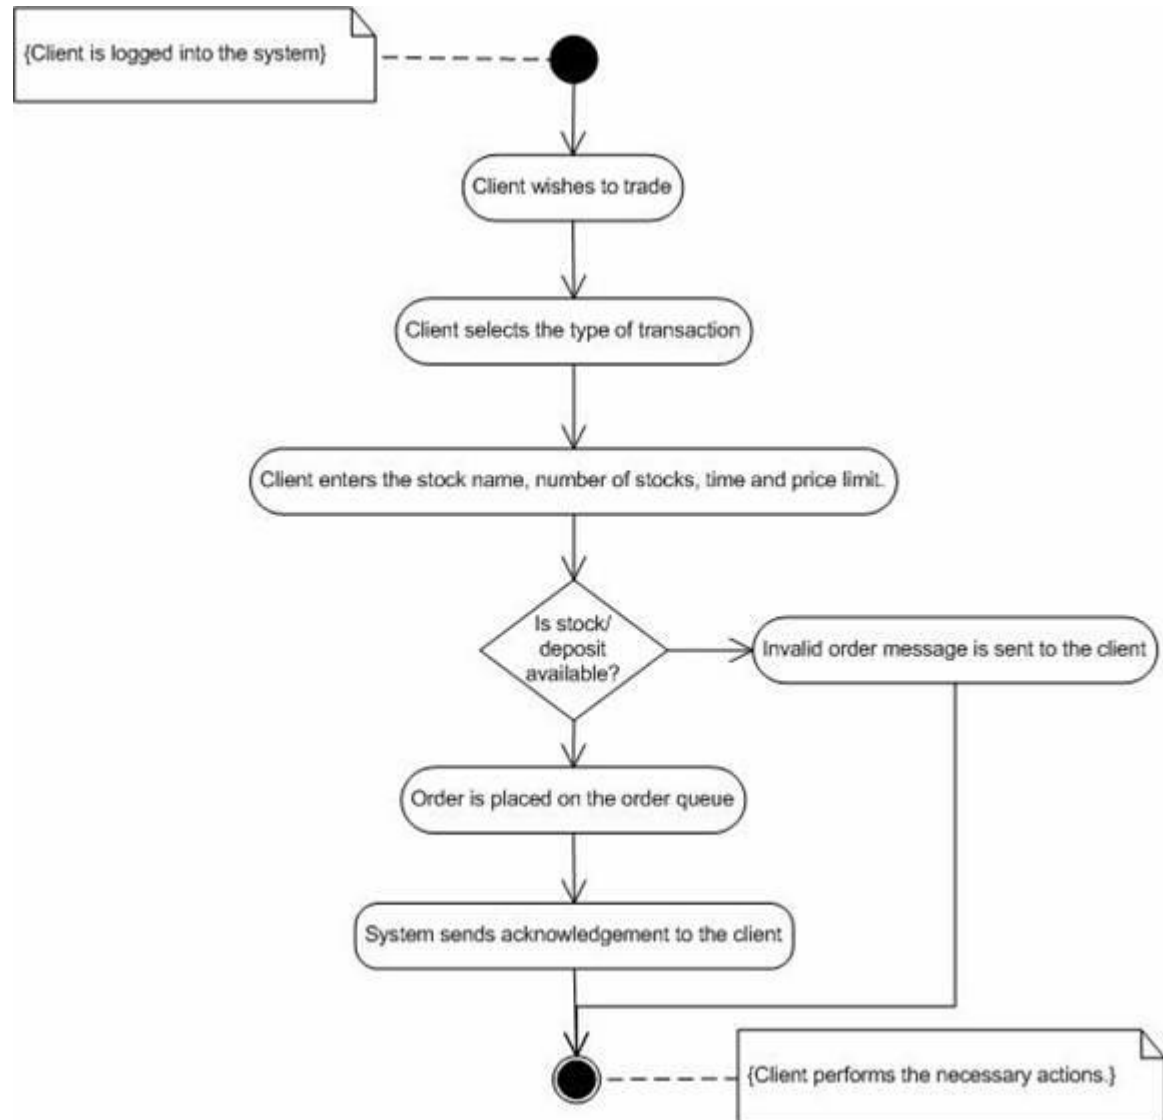 {Client is logged into the system}
Client wishes to trade
Client selects the type of transaction
Client enters the stock name, number of stocks, time and price limit.
Is stock/
deposit
available?
Invalid order message is sent to the client
Order is placed on the order queue
System sends acknowledgement to the client
{Client performs the necessary actions.}